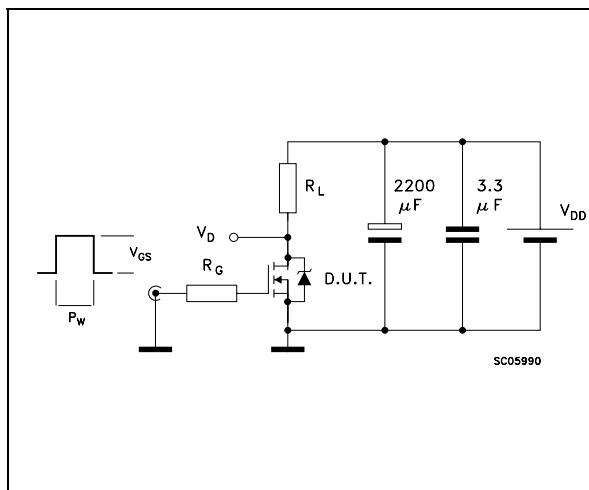 R_L
2200
μF
3.3
μF
V_DD
V_D
V_GS
R_G
D.U.T.
P_W
SC05990